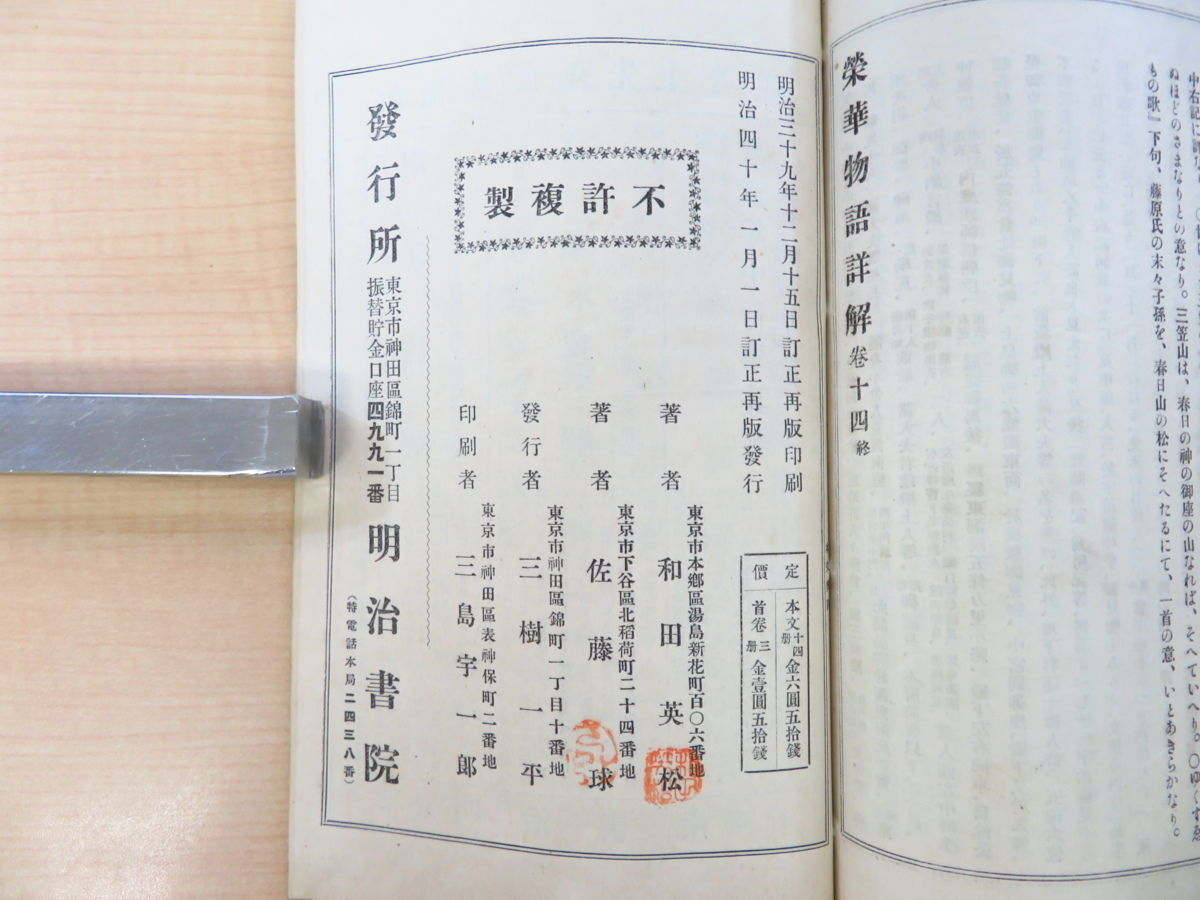 ぬほどのさまなりとの意なり。三笠山は、春日の神の御座の山なれば、そへていへり。〇ゆくすゑ
もの歌』下句、藤原氏の末々子孫を、春日山の松にそへたるにて、一首の意、いとあきらかなり。
榮華物語詳解卷十四終
明治三十九年十二月十五日訂正再版印刷
明治四十年一月一日訂正再版發行
定價
本文十四册金六圓五拾錢
首卷三册金壹圓五拾錢
不許複製
東京市本鄉區湯島新花町百〇六番地
著者 和田英松
東京市下谷區北稻荷町二十四番地
著者 佐藤球
東京市神田區錦町一丁目十番地
發行者 三樹一平
東京市神田區表神保町二番地
印刷者 三島宇一郎
發行所
東京市神田區錦町一丁目
振替貯金口座四九九一番
明治書院
(特電話本局二四三八番)